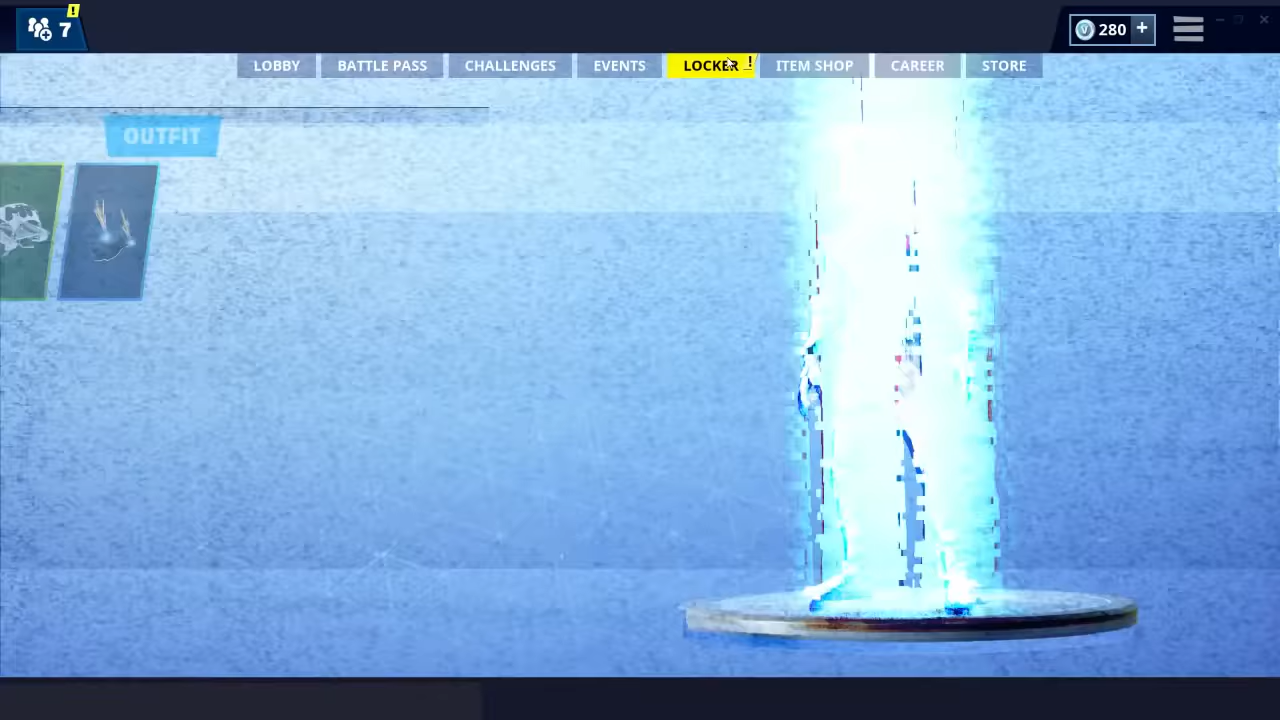 ! 7
280 +
LOBBY BATTLE PASS CHALLENGES EVENTS LOCKER ! ITEM SHOP CAREER STORE
OUTFIT